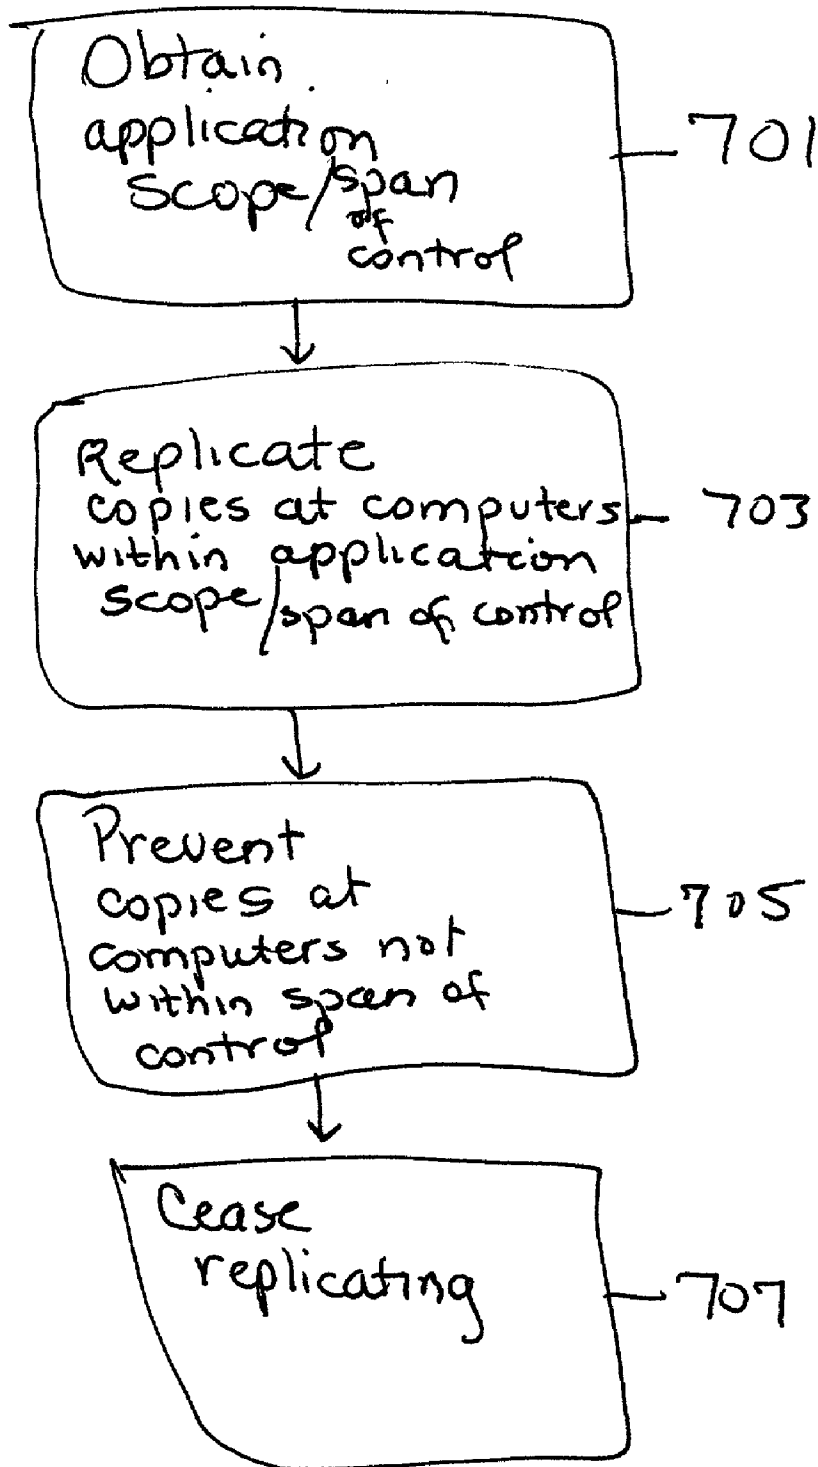 Obtain
application
scope/span
of
control
701
Replicate
copies at computers
within application
scope/span of control
703
Prevent
copies at
computers not
within span of
control
705
Cease
replicating
707